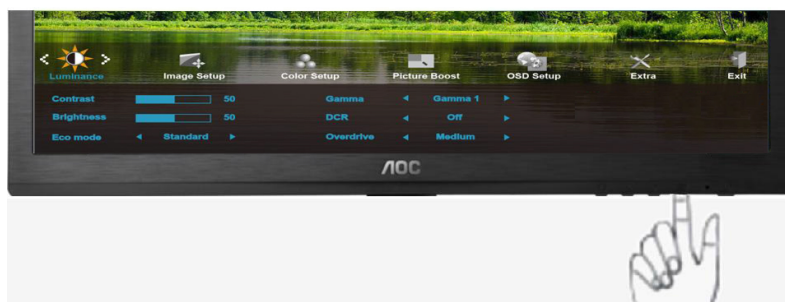 Luminance Image Setup Color Setup Picture Boost OSD Setup Extra Exit
Contrast 50 Gamma Gamma 1
Brightness 50 DCR Off
Eco mode Standard Overdrive Medium
AOC